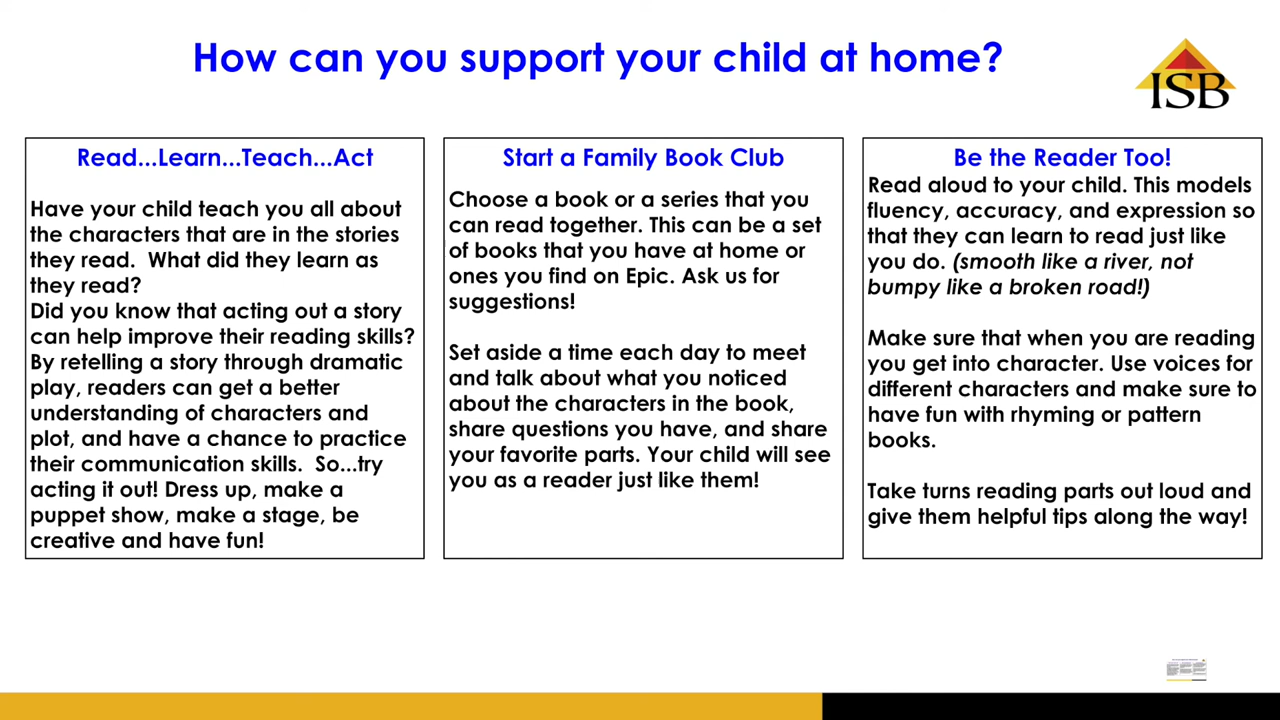 How can you support your child at home?
ISB
Read...Learn...Teach...Act
Have your child teach you all about
the characters that are in the stories
they read.  What did they learn as
they read?
Did you know that acting out a story
can help improve their reading skills?
By retelling a story through dramatic
play, readers can get a better
understanding of characters and
plot, and have a chance to practice
their communication skills.  So...try
acting it out! Dress up, make a
puppet show, make a stage, be
creative and have fun!
Start a Family Book Club
Choose a book or a series that you
can read together. This can be a set
of books that you have at home or
ones you find on Epic. Ask us for
suggestions!
Set aside a time each day to meet
and talk about what you noticed
about the characters in the book,
share questions you have, and share
your favorite parts. Your child will see
you as a reader just like them!
Be the Reader Too!
Read aloud to your child. This models
fluency, accuracy, and expression so
that they can learn to read just like
you do. (smooth like a river, not
bumpy like a broken road!)
Make sure that when you are reading
you get into character. Use voices for
different characters and make sure to
have fun with rhyming or pattern
books.
Take turns reading parts out loud and
give them helpful tips along the way!